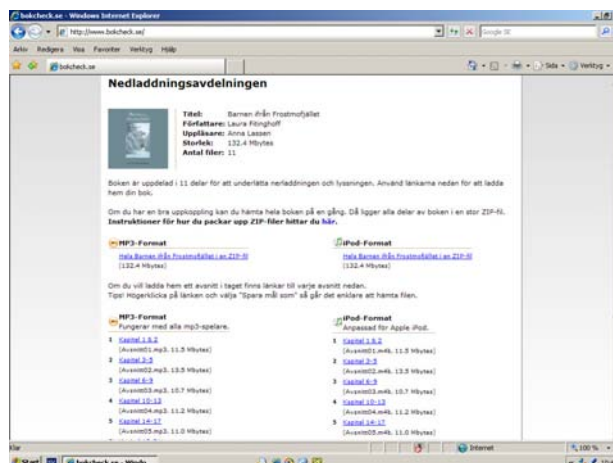 bokcheck.se - Windows Internet Explorer
http://www.bokcheck.se/
Google SE
Arkiv Redigera Visa Favoriter Verktyg Hjälp
bokcheck.se
Sida Verktyg
Nedladdningsavdelningen
Titel: Barnen ifrån Frostmofjället
Författare: Laura Fitinghoff
Uppläsare: Anna Lassen
Storlek: 132.4 Mbytes
Antal filer: 11
Boken är uppdelad i 11 delar för att underlätta nerladdningen och lyssningen. Använd länkarna nedan för att ladda
hem din bok.
Om du har en bra uppkoppling kan du hämta hela boken på en gång. Då ligger alla delar av boken i en stor ZIP-fil.
Instruktioner för hur du packar upp ZIP-filer hittar du här.
MP3-Format
Hela Barnen ifrån Frostmofjället i en ZIP-fil
(132.4 Mbytes)
iPod-Format
Hela Barnen ifrån Frostmofjället i en ZIP-fil
(132.4 Mbytes)
Om du vill ladda hem ett avsnitt i taget finns länkar till varje avsnitt nedan.
Tips! Högerklicka på länken och välja "Spara mål som" så går det enklare att hämta filen.
MP3-Format
Fungerar med alla mp3-spelare.
1 Kapitel 1 & 2
(Avsnitt01.mp3, 11.5 Mbytes)
2 Kapitel 3-5
(Avsnitt02.mp3, 13.5 Mbytes)
3 Kapitel 6-9
(Avsnitt03.mp3, 10.7 Mbytes)
4 Kapitel 10-13
(Avsnitt04.mp3, 11.2 Mbytes)
5 Kapitel 14-17
(Avsnitt05.mp3, 11.0 Mbytes)
iPod-Format
Anpassad för Apple iPod.
1 Kapitel 1 & 2
(Avsnitt01.m4b, 11.5 Mbytes)
2 Kapitel 3-5
(Avsnitt02.m4b, 13.5 Mbytes)
3 Kapitel 6-9
(Avsnitt03.m4b, 10.7 Mbytes)
4 Kapitel 10-13
(Avsnitt04.m4b, 11.2 Mbytes)
5 Kapitel 14-17
(Avsnitt05.m4b, 11.0 Mbytes)
Klar
Internet
100 %
Start
bokcheck.se - Windo